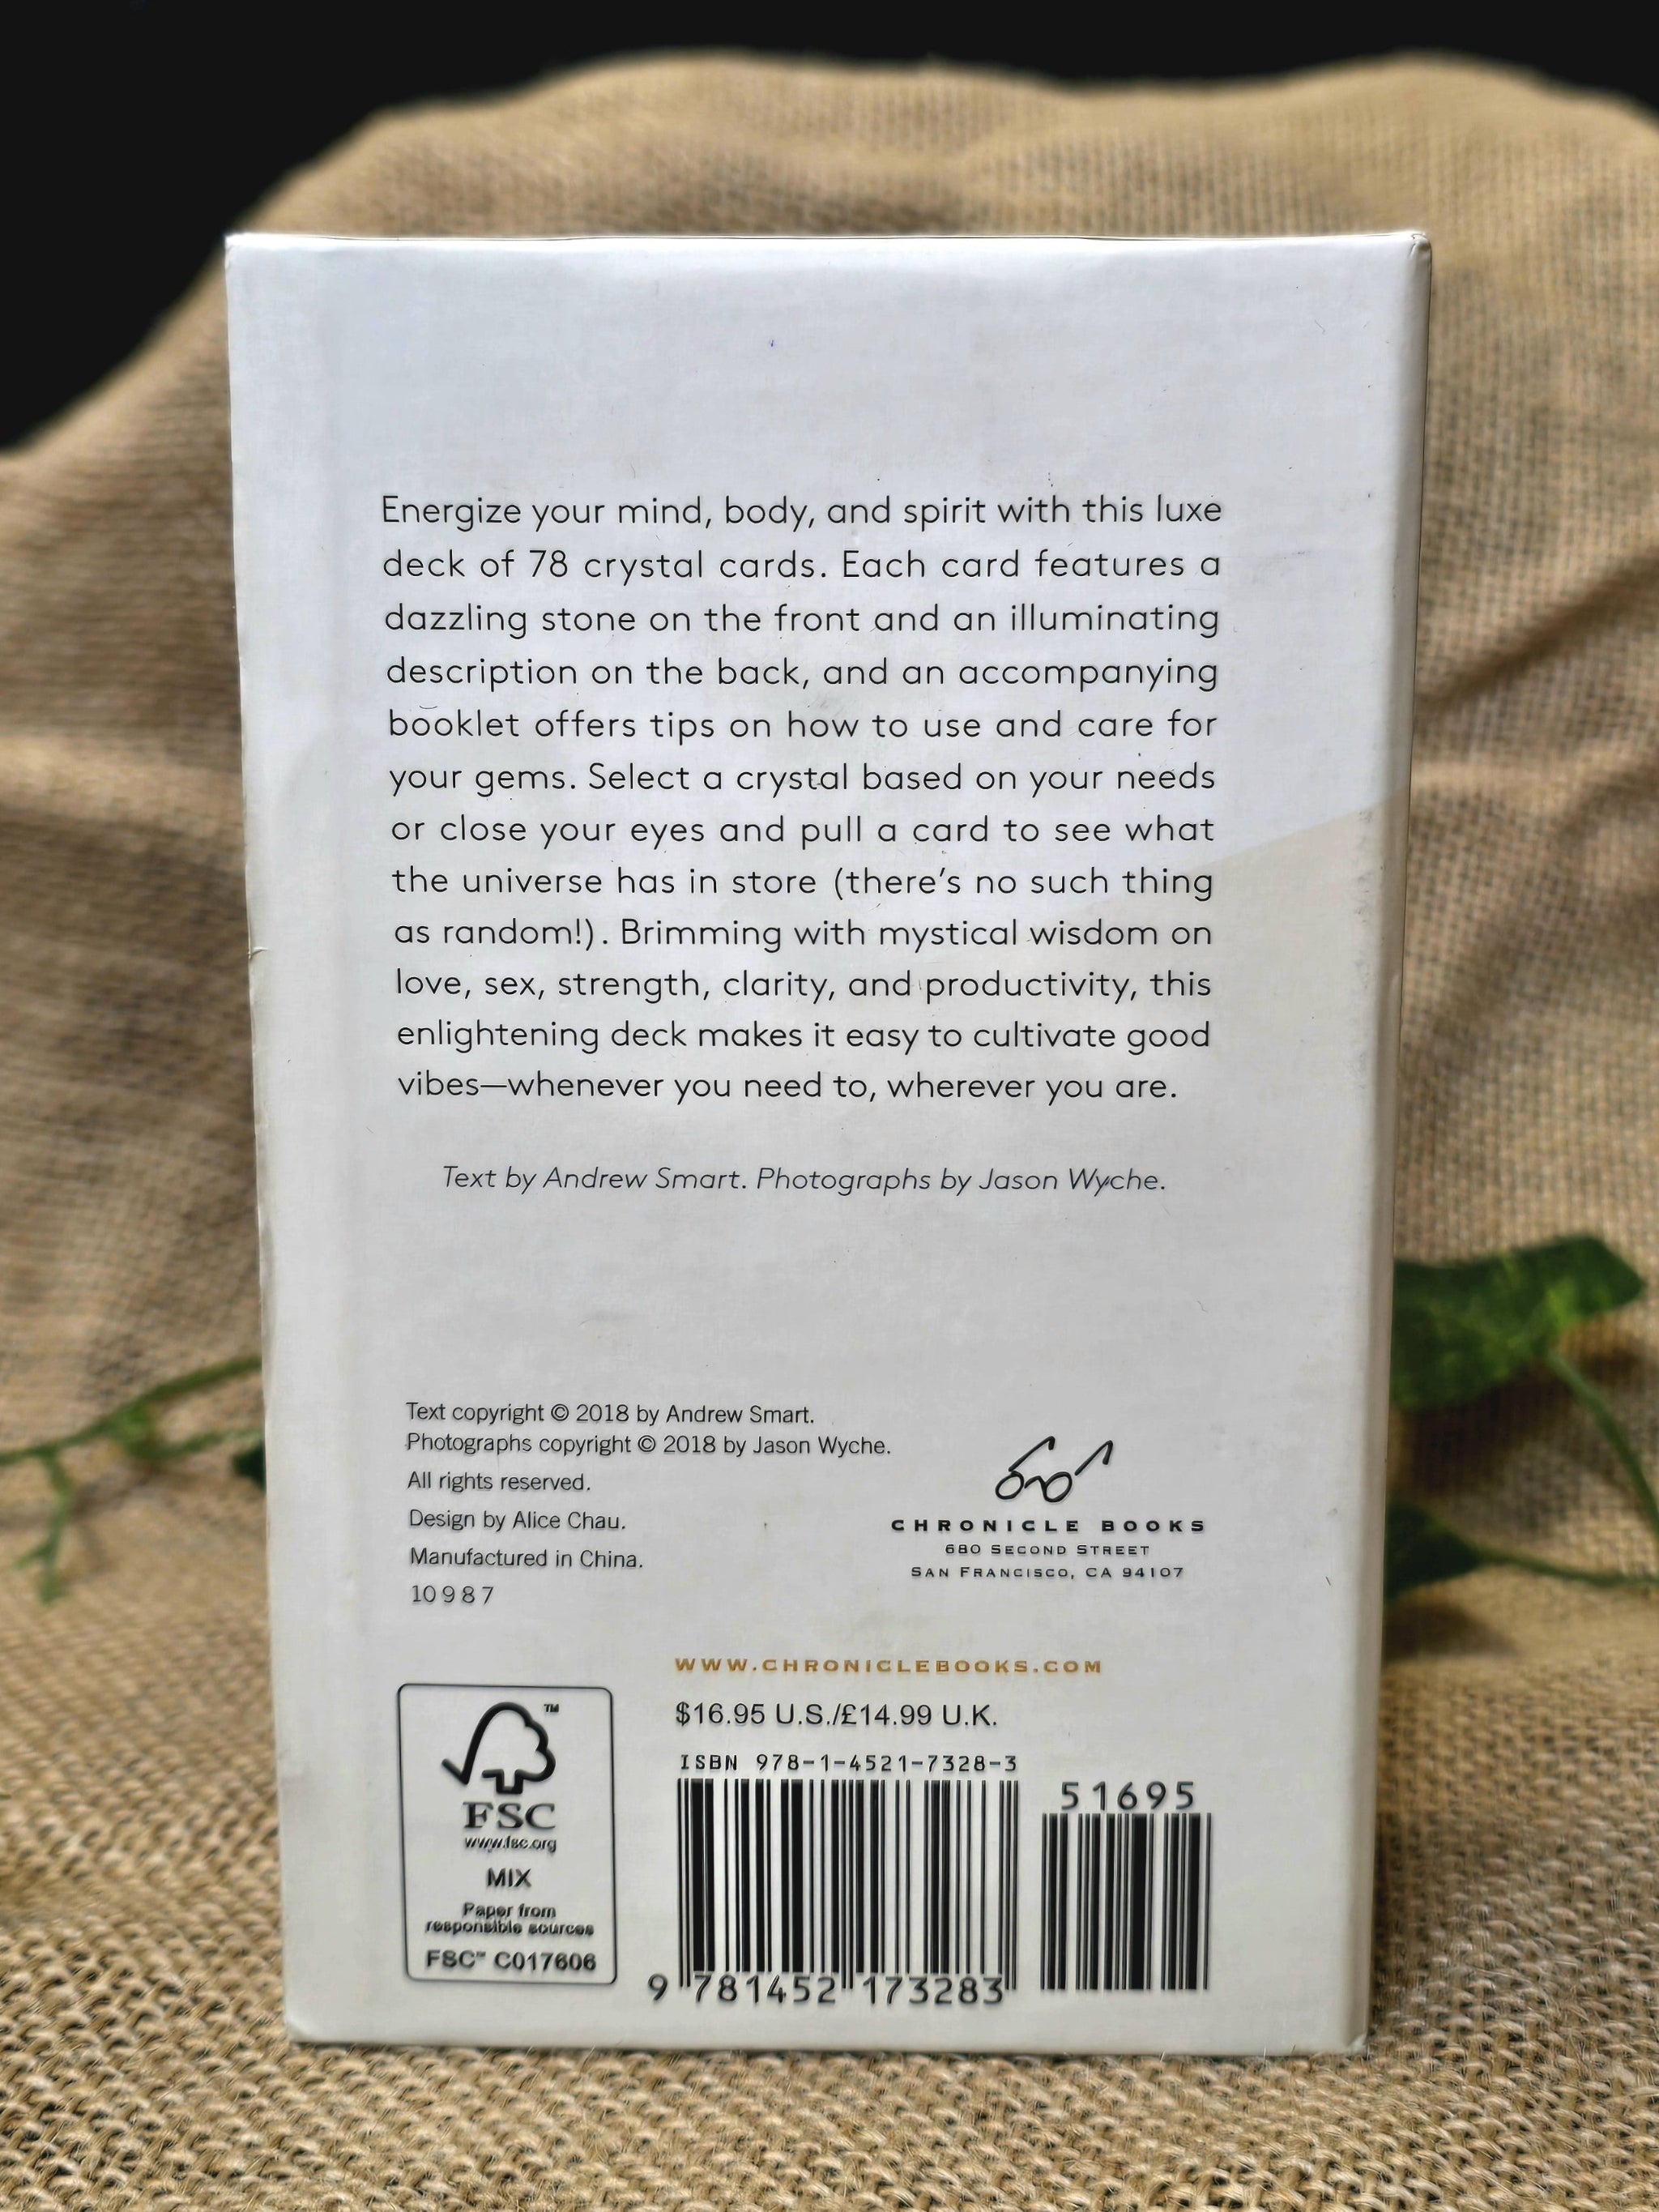 Energize your mind, body, and spirit with this luxe
deck of 78 crystal cards. Each card features a
dazzling stone on the front and an illuminating
description on the back, and an accompanying
booklet offers tips on how to use and care for
your gems. Select a crystal based on your needs
or close your eyes and pull a card to see what
the universe has in store (there's no such thing
as random!). Brimming with mystical wisdom on
love, sex, strength, clarity, and productivity, this
enlightening deck makes it easy to cultivate good
vibes—whenever you need to, wherever you are.
Text by Andrew Smart. Photographs by Jason Wyche.
Text copyright © 2018 by Andrew Smart.
Photographs copyright © 2018 by Jason Wyche.
All rights reserved.
Design by Alice Chau.
Manufactured in China.
10 9 8 7
CHRONICLE BOOKS
680 SECOND STREET
SAN FRANCISCO, CA 94107
WWW.CHRONICLEBOOKS.COM
$16.95 U.S./£14.99 U.K.
ISBN 978-1-4521-7328-3
51695
9 781452 173283
TM
FSC
www.fsc.org
MIX
Paper from
responsible sources
FSC™ C017606